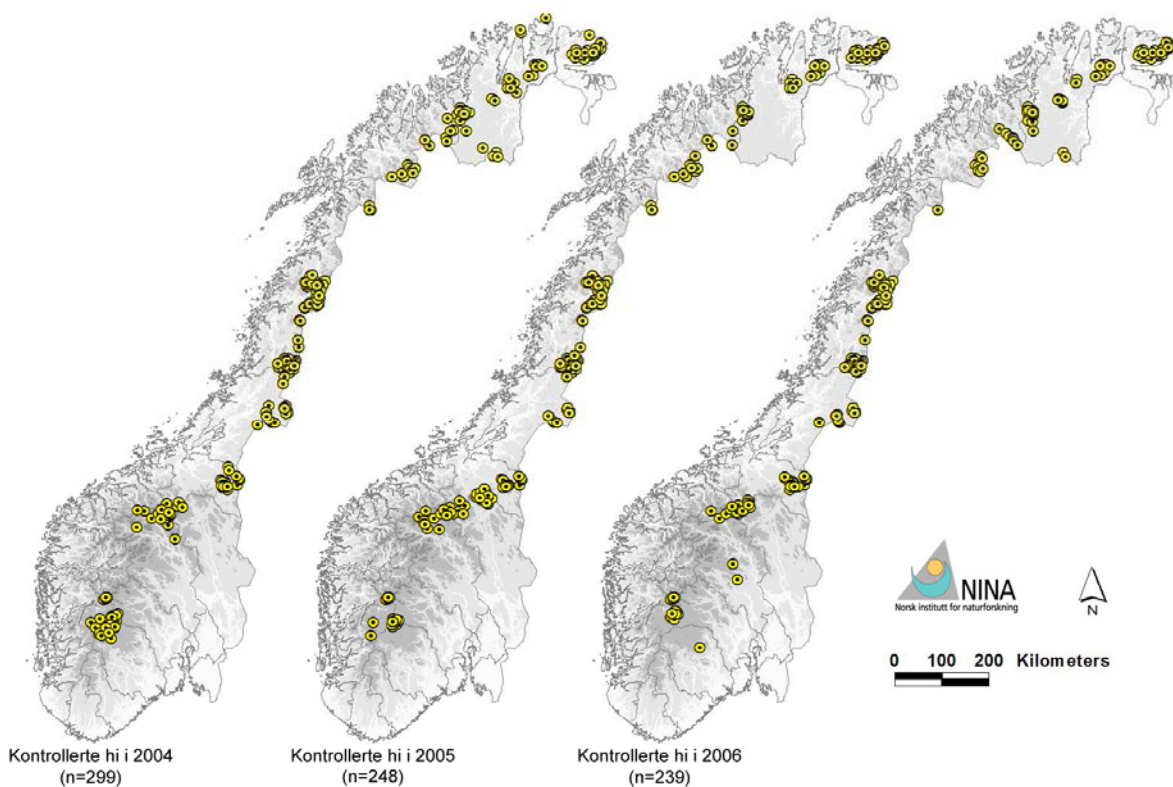 NINA
Norsk institutt for naturforskning
N
0 100 200 Kilometers
Kontrollerte hi i 2004
(n=299)
Kontrollerte hi i 2005
(n=248)
Kontrollerte hi i 2006
(n=239)